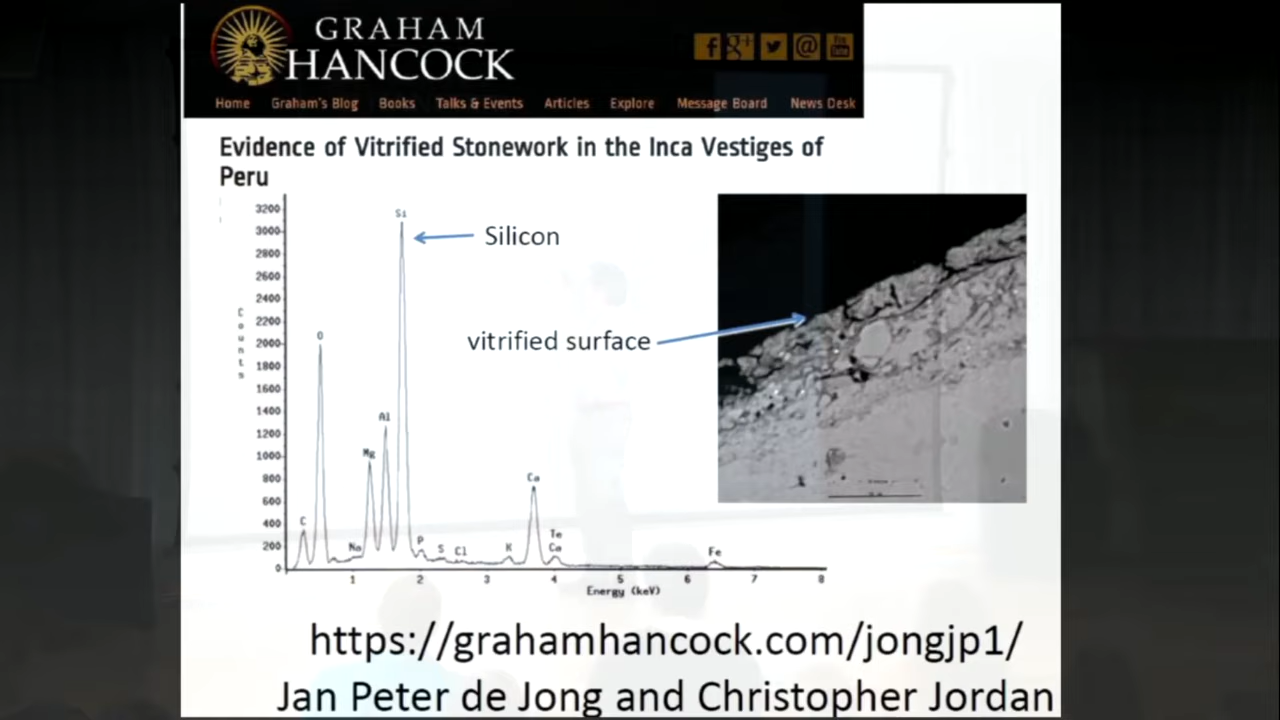 GRAHAM
HANCOCK
Home Graham's Blog Books Talks & Events Articles Explore Message Board News Desk
Evidence of Vitrified Stonework in the Inca Vestiges of
Peru
3200
3000
2800
2600
2400
2200
2000
1800
1600
1400
1200
1000
800
600
400
200
0
Counts
C
O
Na
Mg
Al
Si
P
S
Cl
K
Ca
Te
Ca
Fe
Silicon
vitrified surface
1 2 3 4 5 6 7 8
Energy (keV)
https://grahamhancock.com/jongjp1/
Jan Peter de Jong and Christopher Jordan